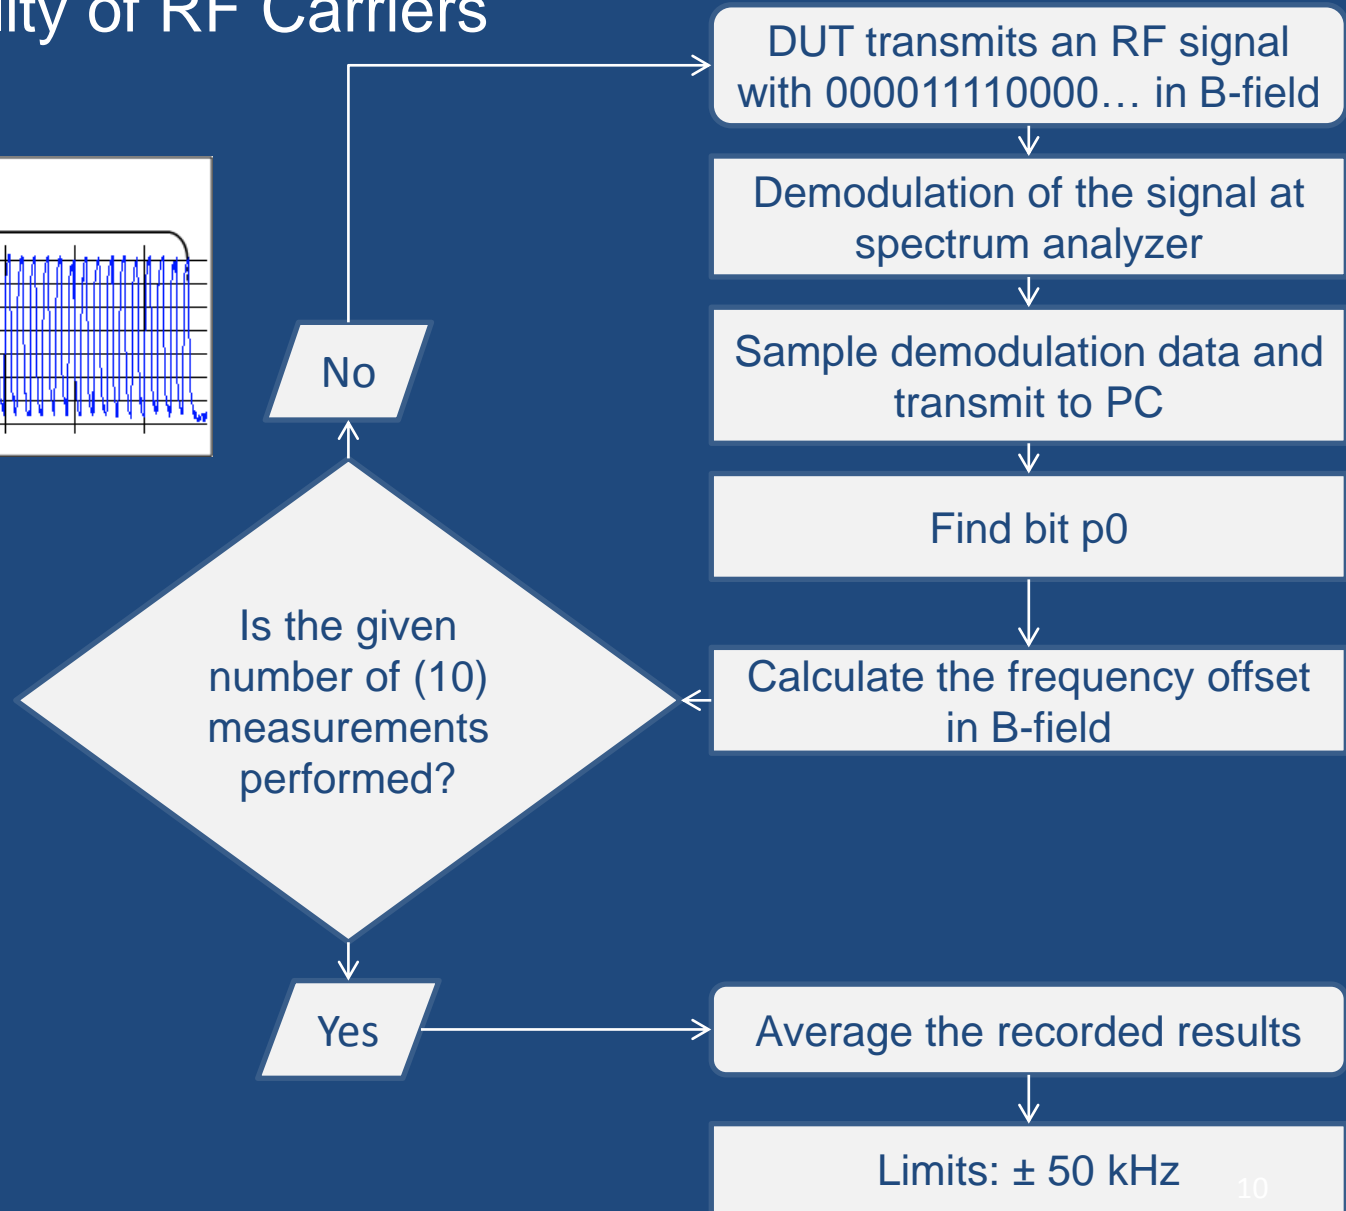 lity of RF Carriers
DUT transmits an RF signal
with 000011110000… in B-field
Demodulation of the signal at
spectrum analyzer
Sample demodulation data and
transmit to PC
Find bit p0
Calculate the frequency offset
in B-field
Is the given
number of (10)
measurements
performed?
No
Yes
Average the recorded results
Limits: ± 50 kHz
10